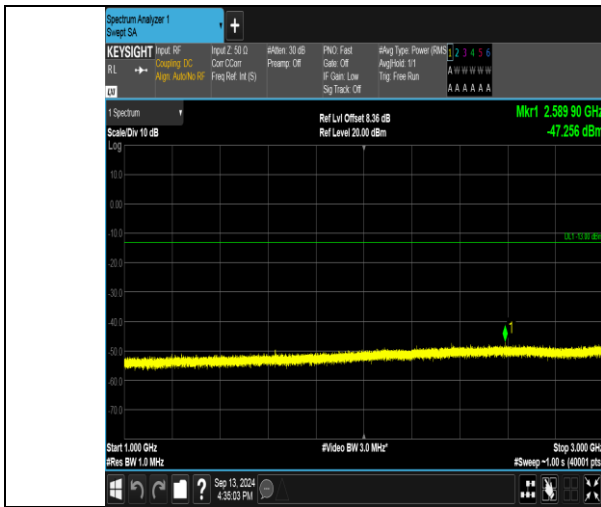 Spectrum Analyzer 1
Swept SA
+
KEYSIGHT
RL
LXI
Input: RF
Coupling: DC
Align: Auto/No RF
Input Z: 50 Ω
Corr CCorr
Freq Ref: Int (S)
#Atten: 30 dB
Preamp: Off
PNO: Fast
Gate: Off
IF Gain: Low
Sig Track: Off
#Avg Type: Power (RMS
Avg|Hold: 1/1
Trig: Free Run
1 2 3 4 5 6
A W W W W W
A A A A A A
1 Spectrum
Scale/Div 10 dB
Ref Lvl Offset 8.36 dB
Ref Level 20.00 dBm
Mkr1 2.589 90 GHz
-47.256 dBm
Log
10.0
0.00
-10.0
DL1 -13.00 dBm
-20.0
-30.0
-40.0
1
-50.0
-60.0
-70.0
Start 1.000 GHz
#Video BW 3.0 MHz*
Stop 3.000 GHz
#Res BW 1.0 MHz
#Sweep ~1.00 s (40001 pts)
?
Sep 13, 2024
4:35:03 PM